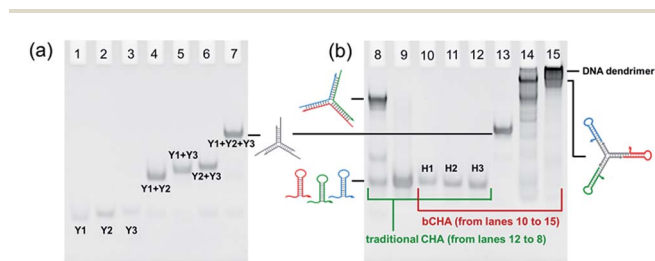 (a)
1 2 3 4 5 6 7
Y1+Y2+Y3
Y1+Y3
Y2+Y3
Y1+Y2
Y1 Y2 Y3
(b)
8 9 10 11 12 13 14 15
DNA dendrimer
H1 H2 H3
bCHA (from lanes 10 to 15)
traditional CHA (from lanes 12 to 8)